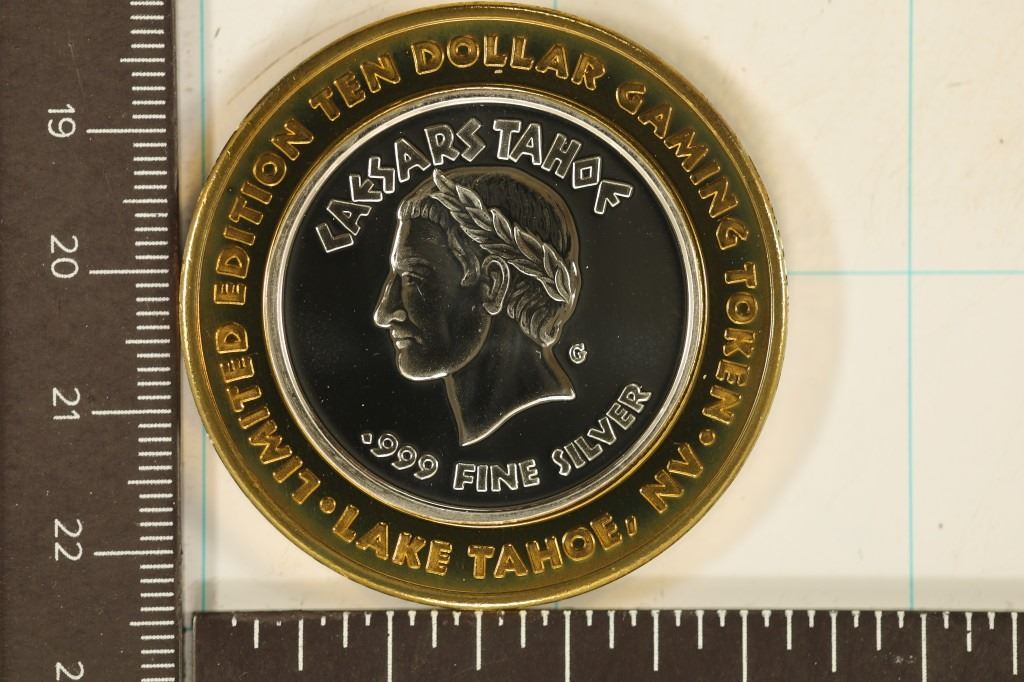 LIMITED EDITION TEN DOLLAR GAMING TOKEN
• LAKE TAHOE, NV •
CAESARS TAHOE
G
.999 FINE SILVER
19
20
21
22